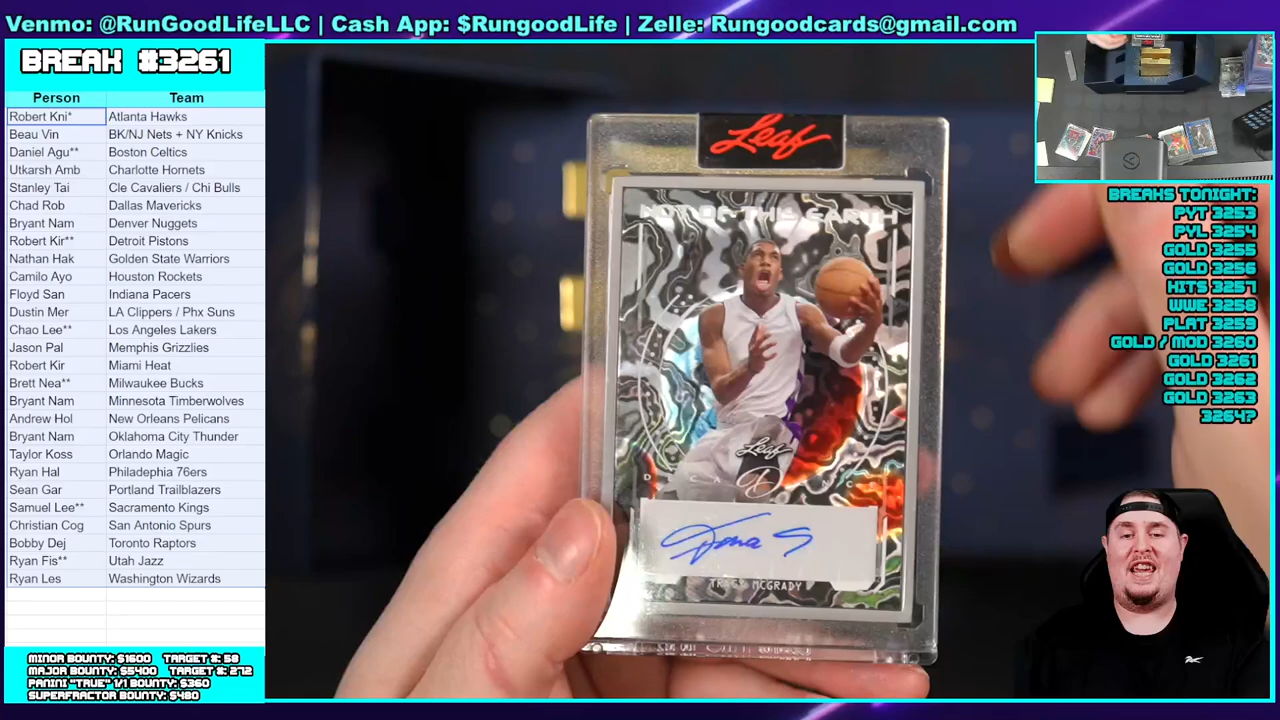 Venmo: @RunGoodLifeLLC | Cash App: $RungoodLife | Zelle: Rungoodcards@gmail.com
BREAK #3261
Person Team
Robert Kni* Atlanta Hawks
Beau Vin BK/NJ Nets + NY Knicks
Daniel Agu** Boston Celtics
Utkarsh Amb Charlotte Hornets
Stanley Tai Cle Cavaliers / Chi Bulls
Chad Rob Dallas Mavericks
Bryant Nam Denver Nuggets
Robert Kir** Detroit Pistons
Nathan Hak Golden State Warriors
Camilo Ayo Houston Rockets
Floyd San Indiana Pacers
Dustin Mer LA Clippers / Phx Suns
Chao Lee** Los Angeles Lakers
Jason Pal Memphis Grizzlies
Robert Kir Miami Heat
Brett Nea** Milwaukee Bucks
Bryant Nam Minnesota Timberwolves
Andrew Hol New Orleans Pelicans
Bryant Nam Oklahoma City Thunder
Taylor Koss Orlando Magic
Ryan Hal Philadephia 76ers
Sean Gar Portland Trailblazers
Samuel Lee** Sacramento Kings
Christian Cog San Antonio Spurs
Bobby Dej Toronto Raptors
Ryan Fis** Utah Jazz
Ryan Les Washington Wizards
MINOR BOUNTY: $1600 TARGET #: 58
MAJOR BOUNTY: $5400 TARGET #: 272
PANINI "TRUE" 1/1 BOUNTY: $360
SUPERFRACTOR BOUNTY: $480
Leaf
NOT OF THIS EARTH
Leaf
DECADENCE
TRACY MCGRADY
BREAKS TONIGHT:
PYT 3253
PYL 3254
GOLD 3255
GOLD 3256
HITS 3257
WWE 3258
PLAT 3259
GOLD / MOD 3260
GOLD 3261
GOLD 3262
GOLD 3263
3264?